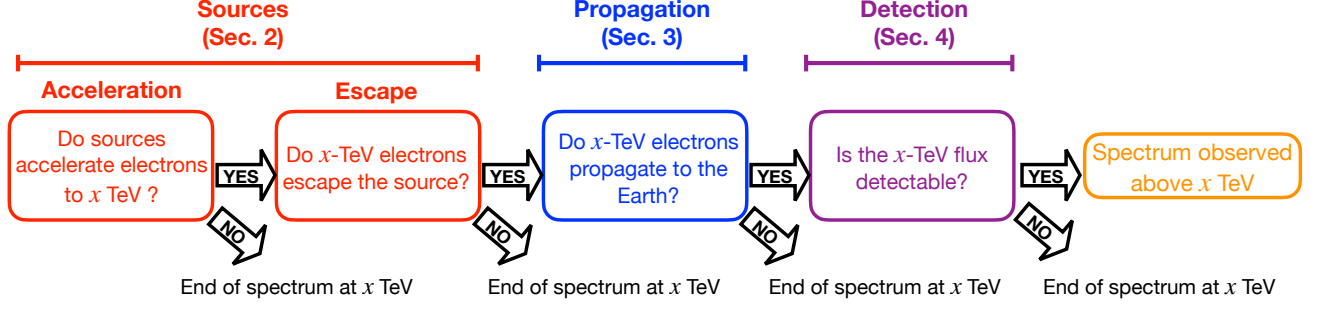 Sources
(Sec. 2)
Propagation
(Sec. 3)
Detection
(Sec. 4)
Acceleration
Escape
Do sources
accelerate electrons
to x TeV ?
YES
NO
Do x-TeV electrons
escape the source?
YES
NO
Do x-TeV electrons
propagate to the
Earth?
YES
NO
Is the x-TeV flux
detectable?
YES
NO
Spectrum observed
above x TeV
End of spectrum at x TeV
End of spectrum at x TeV
End of spectrum at x TeV
End of spectrum at x TeV